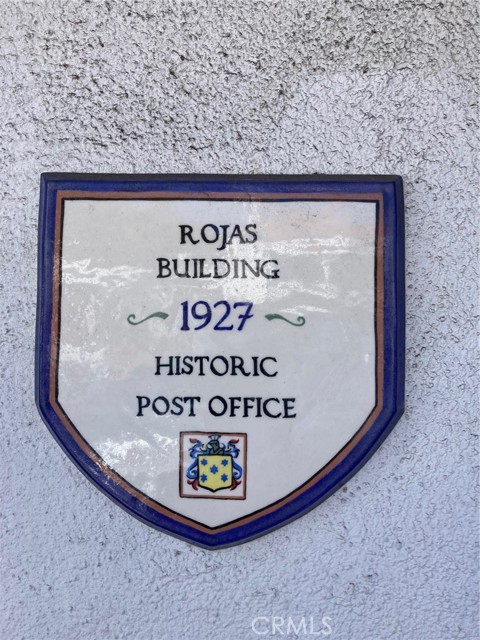 ROJAS
BUILDING
1927
HISTORIC
POST OFFICE
CRMLS